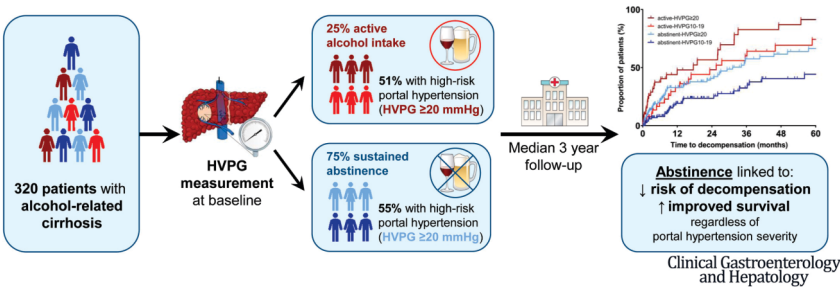 320 patients with
alcohol-related
cirrhosis
HVPG
measurement
at baseline
25% active
alcohol intake
51% with high-risk
portal hypertension
(HVPG ≥20 mmHg)
75% sustained
abstinence
55% with high-risk
portal hypertension
(HVPG ≥20 mmHg)
Median 3 year
follow-up
Proportion of patients (%)
100
50
0
active-HVPG≥20
active-HVPG10-19
abstinent-HVPG≥20
abstinent-HVPG10-19
0 12 24 36 48 60
Time to decompensation (months)
Abstinence linked to:
↓ risk of decompensation
↑ improved survival
regardless of
portal hypertension severity
Clinical Gastroenterology
and Hepatology